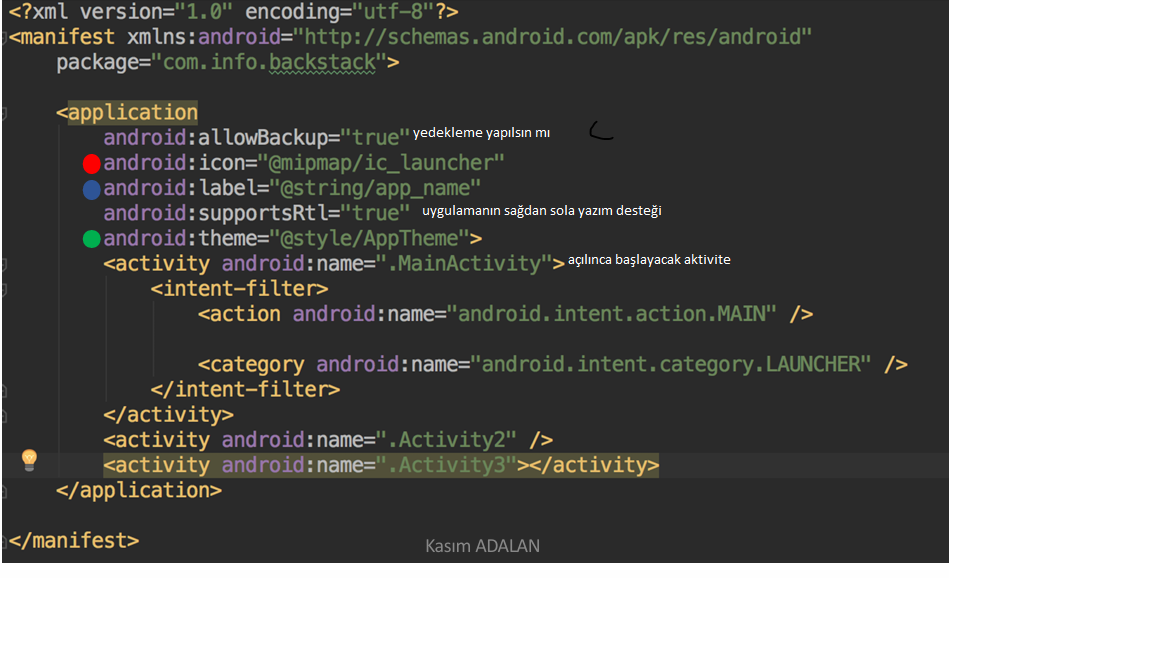 <?xml version="1.0" encoding="utf-8"?>
<manifest xmlns:android="http://schemas.android.com/apk/res/android"
package="com.info.backstack">
<application
android:allowBackup="true" yedekleme yapılsın mı
android:icon="@mipmap/ic_launcher"
android:label="@string/app_name"
android:supportsRtl="true" uygulamanın sağdan sola yazım desteği
android:theme="@style/AppTheme">
<activity android:name=".MainActivity"> açılınca başlayacak aktivite
<intent-filter>
<action android:name="android.intent.action.MAIN" />
<category android:name="android.intent.category.LAUNCHER" />
</intent-filter>
</activity>
<activity android:name=".Activity2" />
<activity android:name=".Activity3"></activity>
</application>
</manifest>
Kasım ADALAN